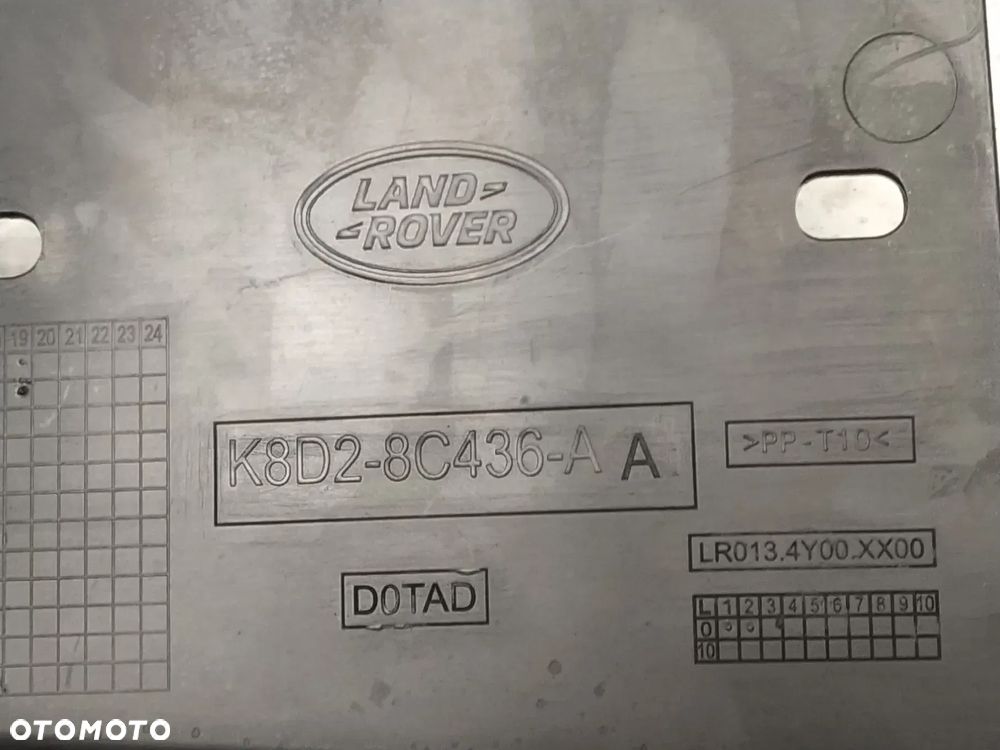 LAND
ROVER
19 20 21 22 23 24
K8D2-8C436-A A
>PP-T10<
LR013.4Y00.XX00
D0TAD
L 1 2 3 4 5 6 7 8 9 10
0
10
OTOMOTO